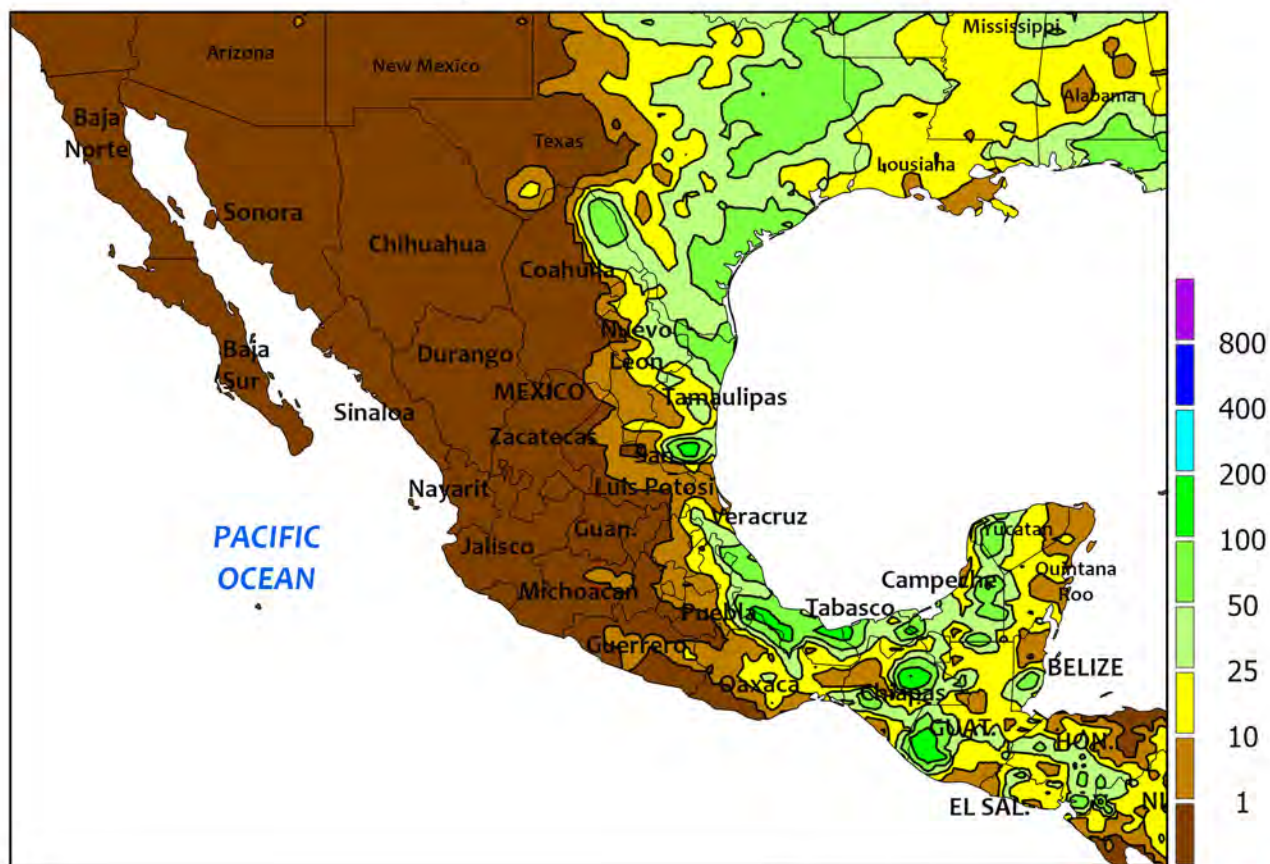 Mississippi
Arizona
New Mexico
Alabama
Baja
Norte
Texas
Lousiana
Sonora
Chihuahua
Coahuila
Nuevo
Leon
Durango
Baja
Sur
MEXICO
Tamaulipas
Sinaloa
Zacatecas
San
Luis Potosi
Nayarit
Veracruz
Guan.
Yucatan
PACIFIC
OCEAN
Jalisco
Michoacan
Campeche
Quintana
Roo
Puebla
Tabasco
Guerrero
Oaxaca
Chiapas
BELIZE
GUAT.
HON.
EL SAL.
NI
800
400
200
100
50
25
10
1